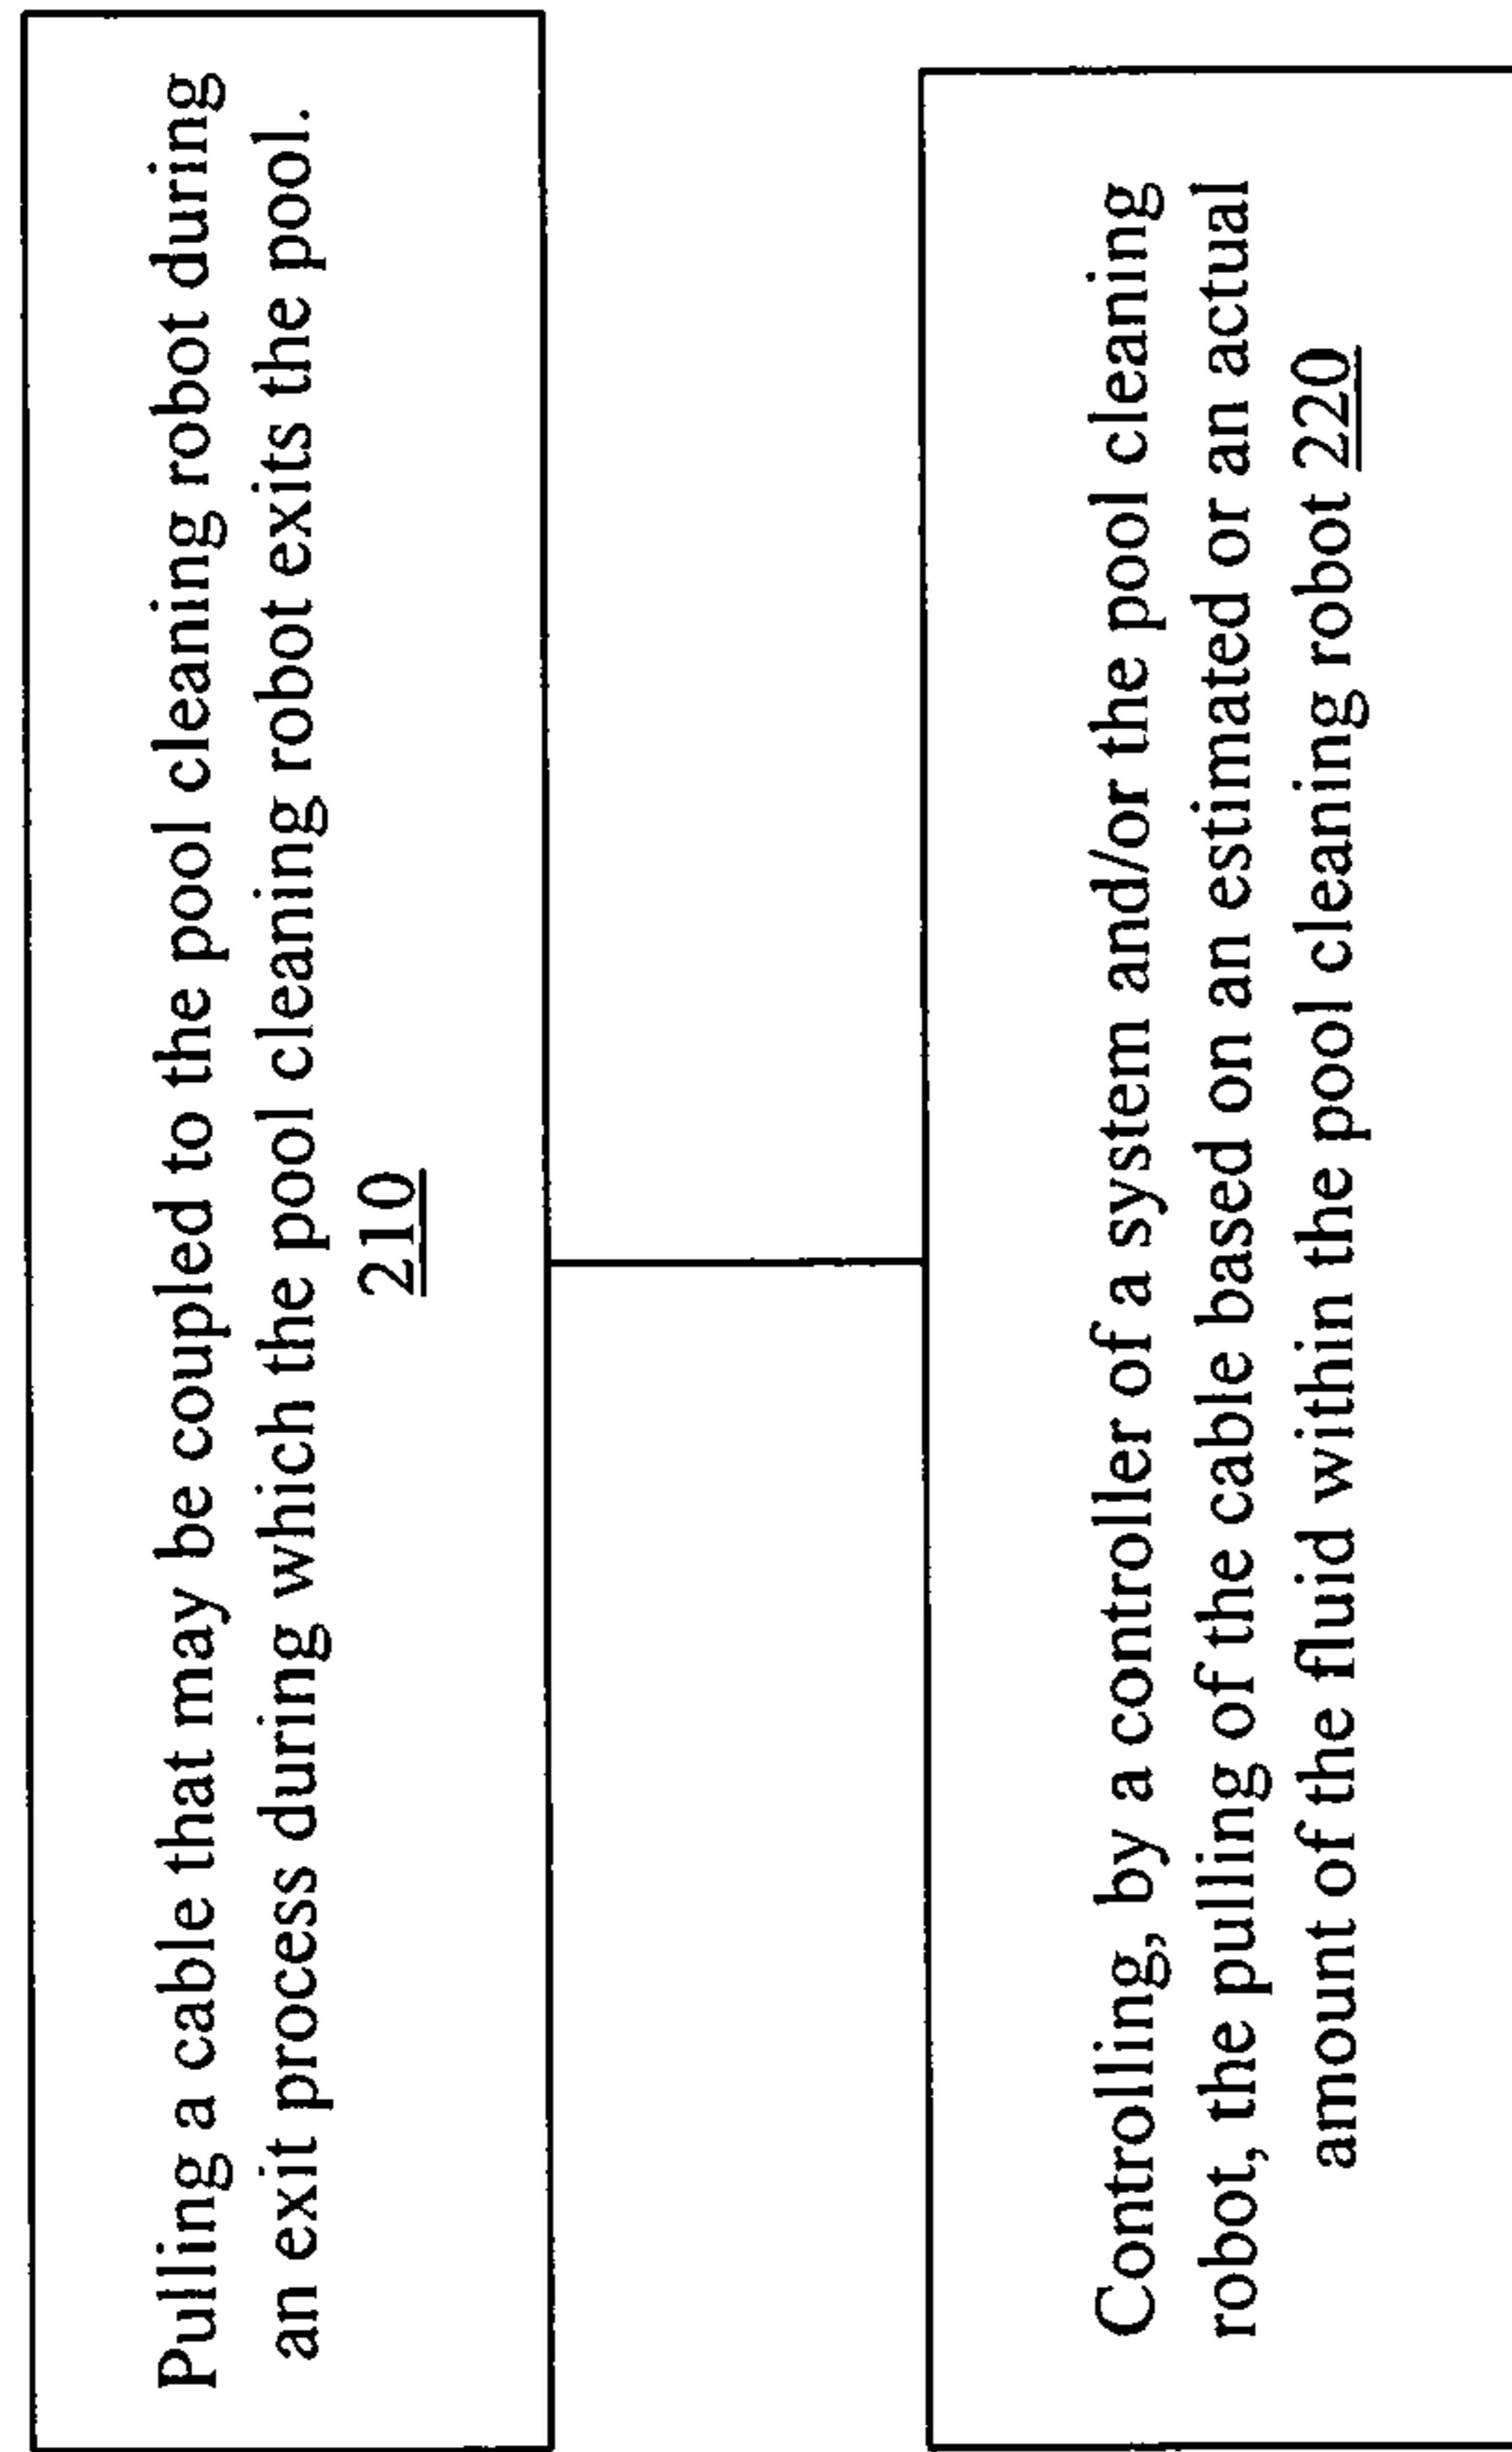 Pulling a cable that may be coupled to the pool cleaning robot during
an exit process during which the pool cleaning robot exits the pool.
210
Controlling, by a controller of a system and/or the pool cleaning
robot, the pulling of the cable based on an estimated or an actual
amount of the fluid within the pool cleaning robot 220